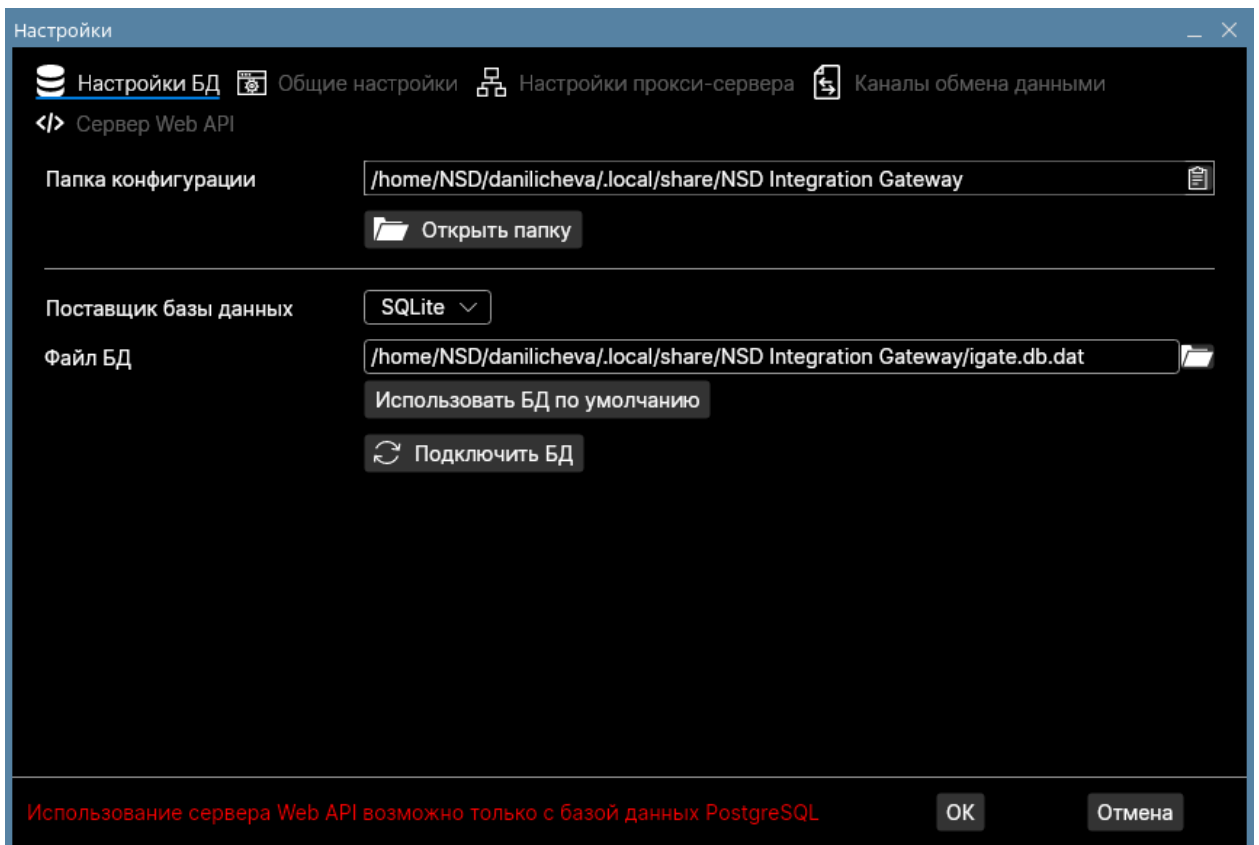 Настройки
Настройки БД Общие настройки Настройки прокси-сервера Каналы обмена данными
Сервер Web API
Папка конфигурации /home/NSD/danilicheva/.local/share/NSD Integration Gateway
Открыть папку
Поставщик базы данных SQLite
Файл БД /home/NSD/danilicheva/.local/share/NSD Integration Gateway/igate.db.dat
Использовать БД по умолчанию
Подключить БД
Использование сервера Web API возможно только с базой данных PostgreSQL OK Отмена